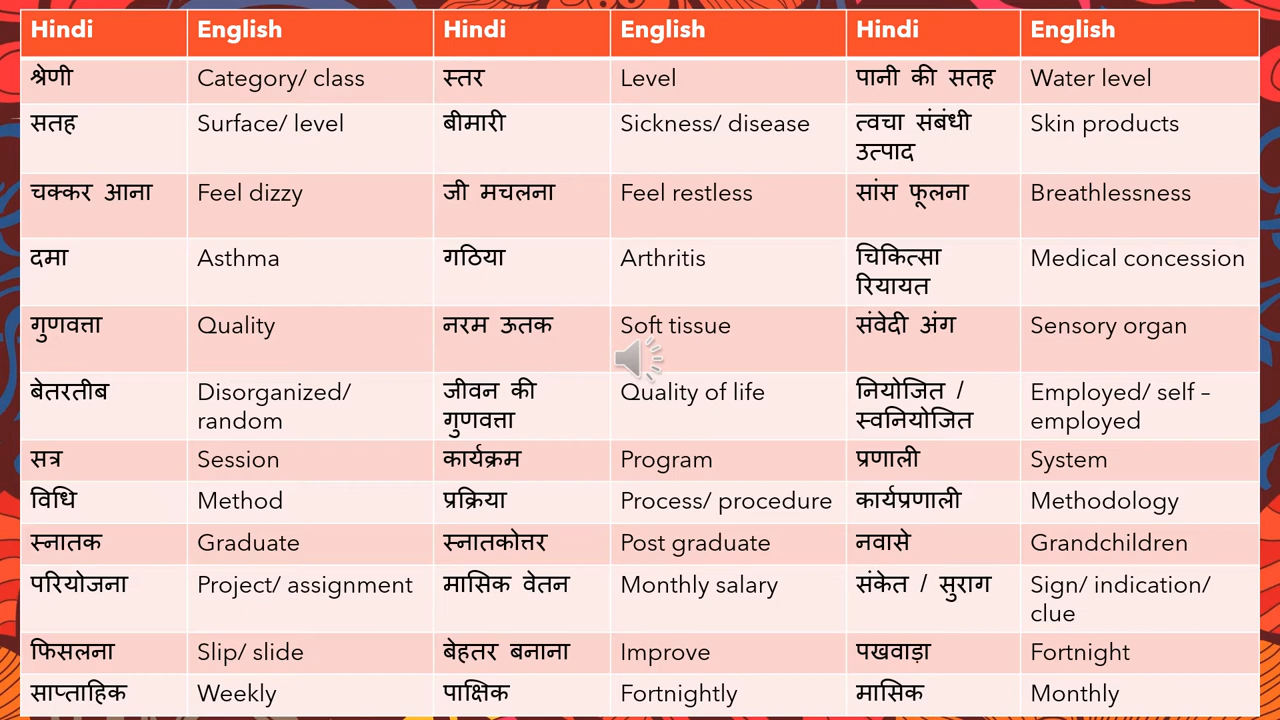 Hindi English Hindi English Hindi English
श्रेणी Category/ class स्तर Level पानी की सतह Water level
सतह Surface/ level बीमारी Sickness/ disease त्वचा संबंधी Skin products
उत्पाद
चक्कर आना Feel dizzy जी मचलना Feel restless सांस फूलना Breathlessness
दमा Asthma गठिया Arthritis चिकित्सा Medical concession
रियायत
गुणवत्ता Quality नरम ऊतक Soft tissue संवेदी अंग Sensory organ
बेतरतीब Disorganized/ जीवन की Quality of life नियोजित / Employed/ self –
random गुणवत्ता स्वनियोजित employed
सत्र Session कार्यक्रम Program प्रणाली System
विधि Method प्रक्रिया Process/ procedure कार्यप्रणाली Methodology
स्नातक Graduate स्नातकोत्तर Post graduate नवासे Grandchildren
परियोजना Project/ assignment मासिक वेतन Monthly salary संकेत / सुराग Sign/ indication/
clue
फिसलना Slip/ slide बेहतर बनाना Improve पखवाड़ा Fortnight
साप्ताहिक Weekly पाक्षिक Fortnightly मासिक Monthly